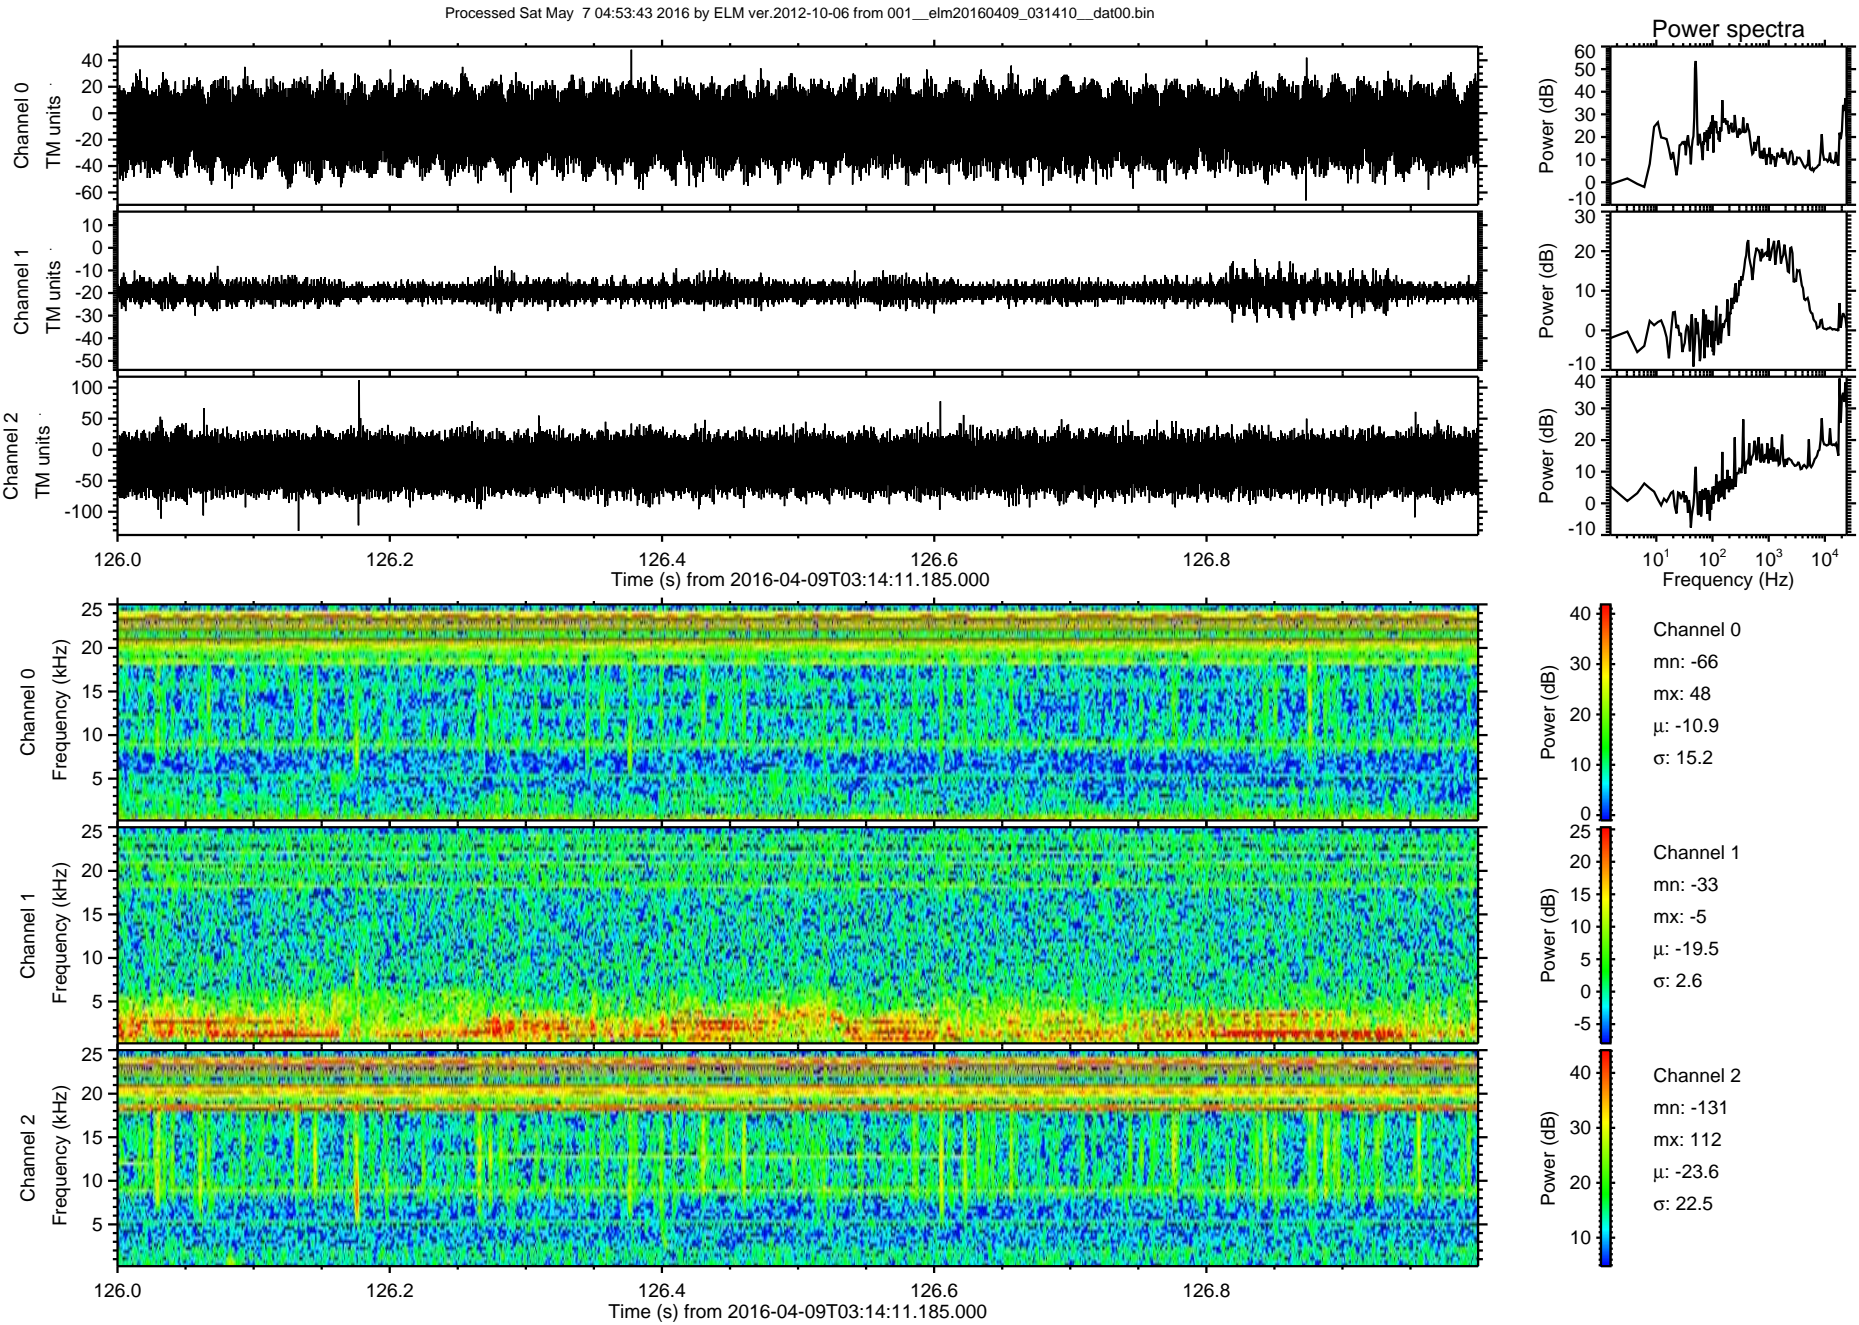 Processed Sat May 7 04:53:43 2016 by ELM ver.2012-10-06 from 001__elm20160409_031410__dat00.bin
Power spectra
Channel 0
TM units
40
20
0
-20
-40
-60
Power (dB)
60
50
40
30
20
10
0
-10
Channel 1
TM units
10
0
-10
-20
-30
-40
-50
Power (dB)
30
20
10
0
-10
Channel 2
TM units
100
50
0
-50
-100
Power (dB)
40
30
20
10
0
-10
126.0 126.2 126.4 126.6 126.8
Time (s) from 2016-04-09T03:14:11.185.000
10¹ 10² 10³ 10⁴
Frequency (Hz)
Channel 0
Frequency (kHz)
25
20
15
10
5
Power (dB)
40
30
20
10
0
Channel 0
mn: -66
mx: 48
µ: -10.9
σ: 15.2
Channel 1
Frequency (kHz)
25
20
15
10
5
Power (dB)
25
20
15
10
5
0
-5
Channel 1
mn: -33
mx: -5
µ: -19.5
σ: 2.6
Channel 2
Frequency (kHz)
25
20
15
10
5
Power (dB)
40
30
20
10
Channel 2
mn: -131
mx: 112
µ: -23.6
σ: 22.5
126.0 126.2 126.4 126.6 126.8
Time (s) from 2016-04-09T03:14:11.185.000